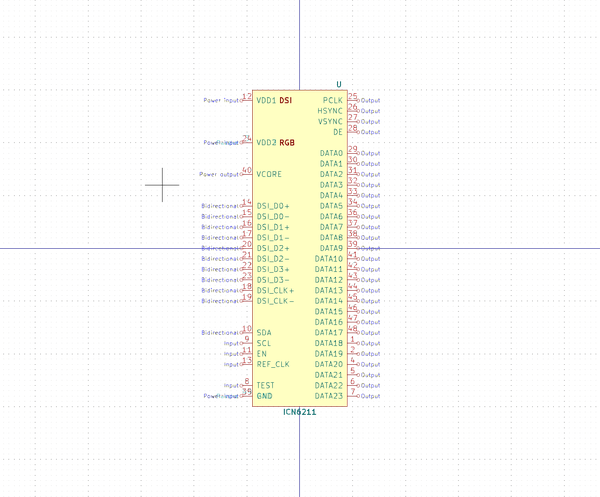 U
Power input 12 VDD1 DSI PCLK 25 Output
HSYNC 26 Output
VSYNC 27 Output
DE 28 Output
VDD2 RGB
DATA0 29 Output
DATA1 30 Output
Power output 40 VCORE DATA2 31 Output
DATA3 32 Output
DATA4 33 Output
Bidirectional 14 DSI_D0+ DATA5 34 Output
Bidirectional 15 DSI_D0- DATA6 36 Output
Bidirectional 16 DSI_D1+ DATA7 37 Output
Bidirectional 17 DSI_D1- DATA8 38 Output
Bidirectional 20 DSI_D2+ DATA9 39 Output
Bidirectional 21 DSI_D2- DATA10 41 Output
Bidirectional 22 DSI_D3+ DATA11 42 Output
Bidirectional 23 DSI_D3- DATA12 43 Output
Bidirectional 18 DSI_CLK+ DATA13 44 Output
Bidirectional 19 DSI_CLK- DATA14 45 Output
DATA15 46 Output
DATA16 47 Output
Bidirectional 10 SDA DATA17 48 Output
Input 9 SCL DATA18 1 Output
Input 11 EN DATA19 2 Output
Input 13 REF_CLK DATA20 4 Output
DATA21 5 Output
Input 8 TEST DATA22 6 Output
GND DATA23 7 Output
ICN6211